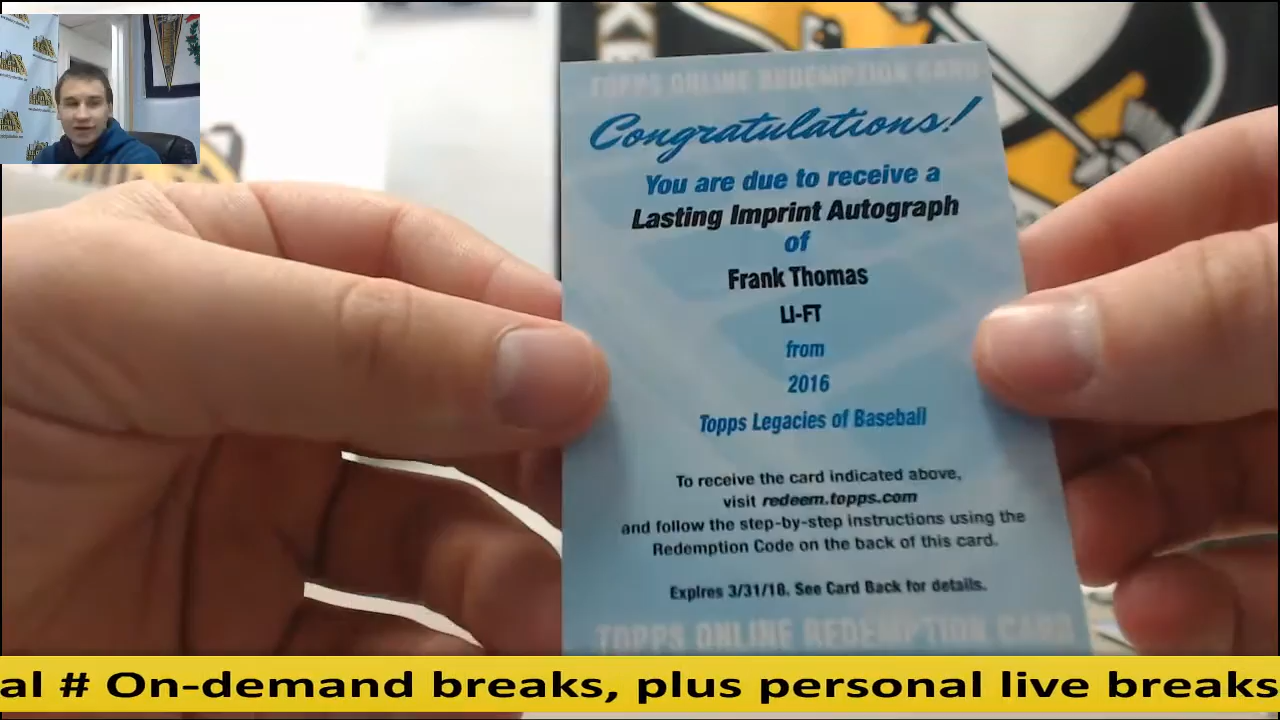 TOPPS ONLINE REDEMPTION CARD
Congratulations!
You are due to receive a
Lasting Imprint Autograph
of
Frank Thomas
LI-FT
from
2016
Topps Legacies of Baseball
To receive the card indicated above,
visit redeem.topps.com
and follow the step-by-step instructions using the
Redemption Code on the back of this card.
Expires 3/31/18. See Card Back for details.
TOPPS ONLINE REDEMPTION CARD
al # On-demand breaks, plus personal live breaks